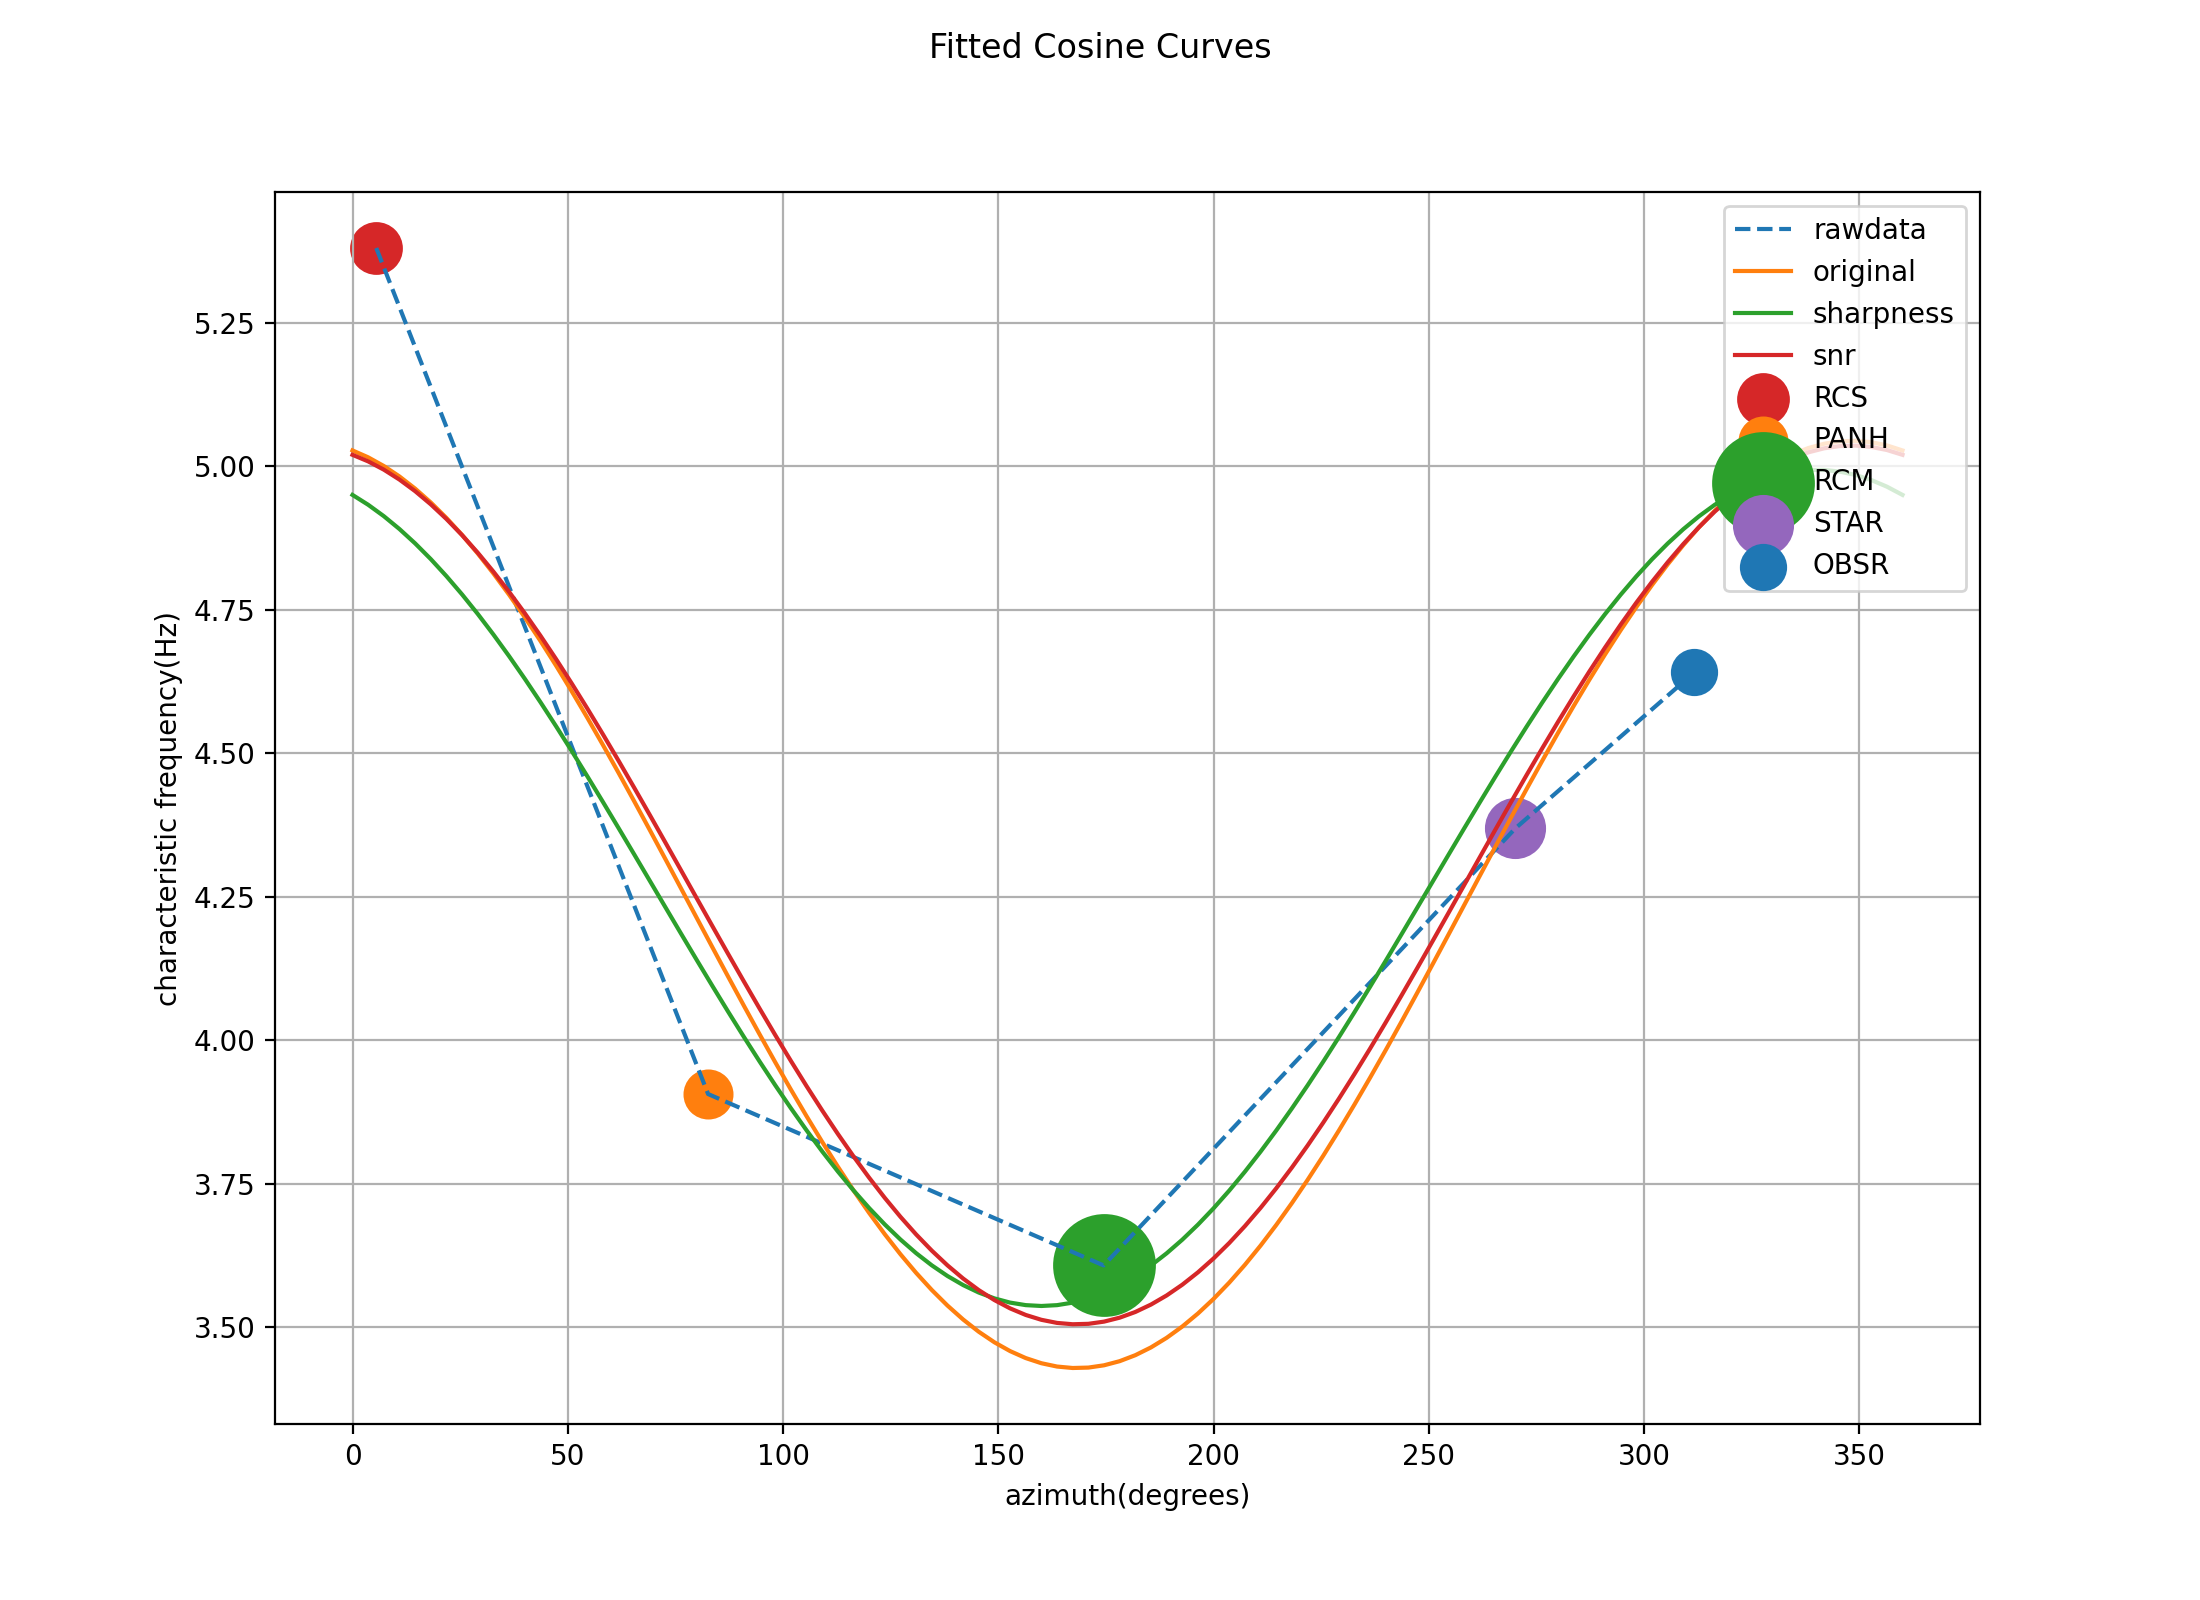 Fitted Cosine Curves
rawdata
original
sharpness
snr
RCS
PANH
RCM
STAR
OBSR
5.25
5.00
4.75
4.50
4.25
4.00
3.75
3.50
characteristic frequency(Hz)
0 50 100 150 200 250 300 350
azimuth(degrees)